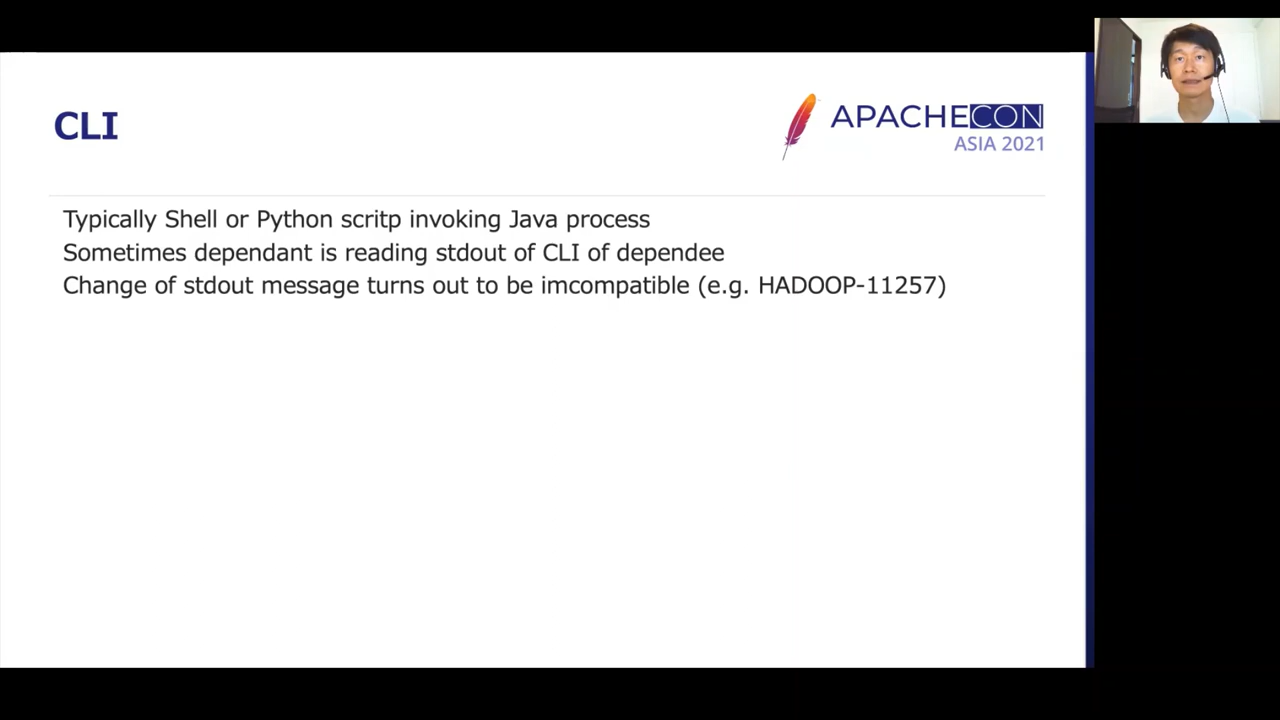 CLI
APACHECON
ASIA 2021
Typically Shell or Python scritp invoking Java process
Sometimes dependant is reading stdout of CLI of dependee
Change of stdout message turns out to be imcompatible (e.g. HADOOP-11257)